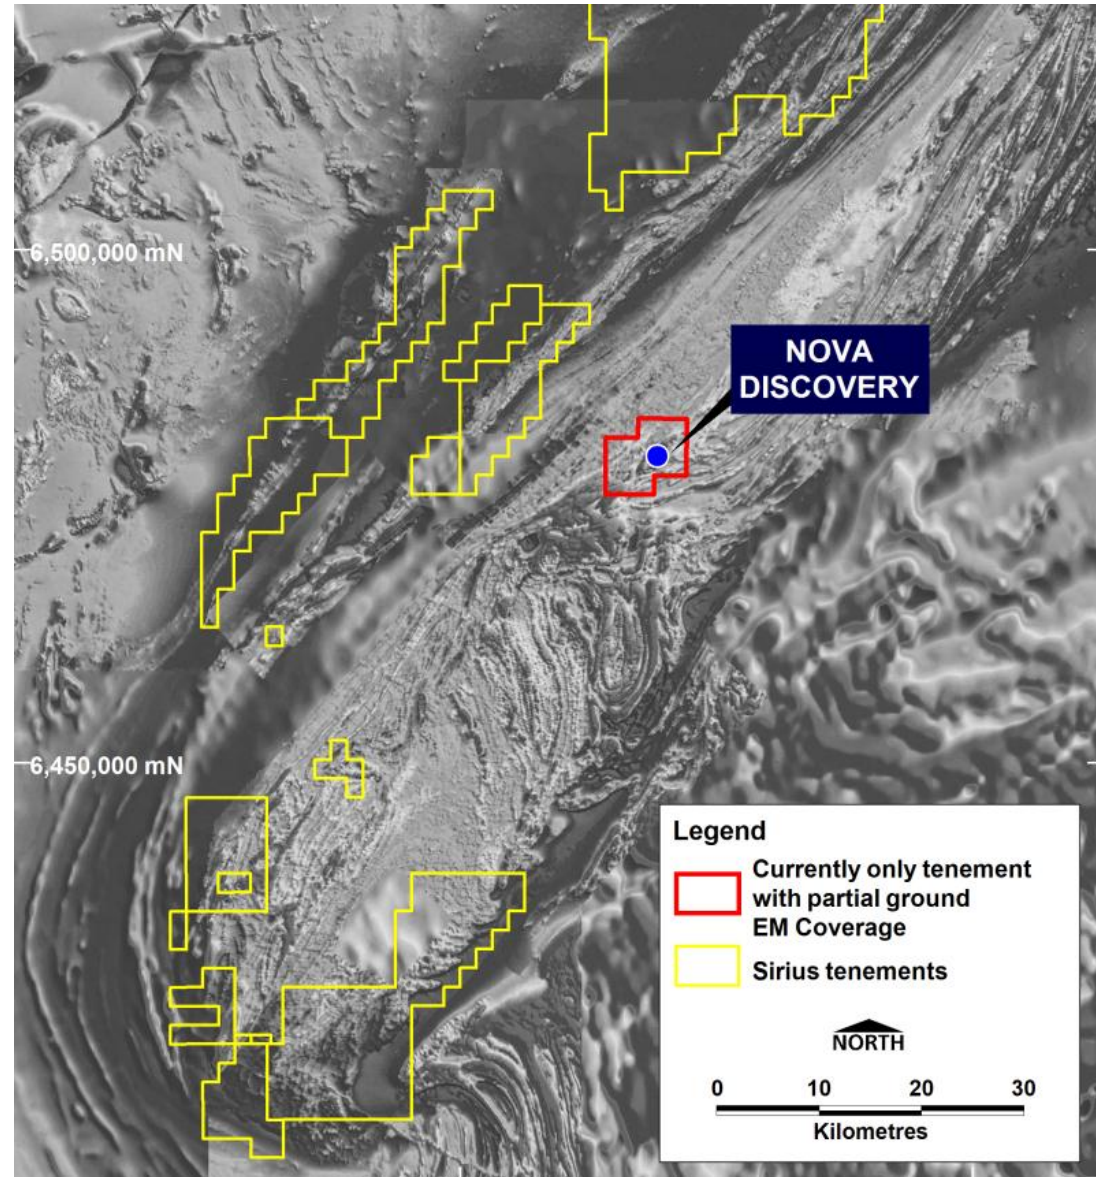 6,500,000 mN
NOVA
DISCOVERY
6,450,000 mN
Legend
Currently only tenement
with partial ground
EM Coverage
Sirius tenements
NORTH
0 10 20 30
Kilometres